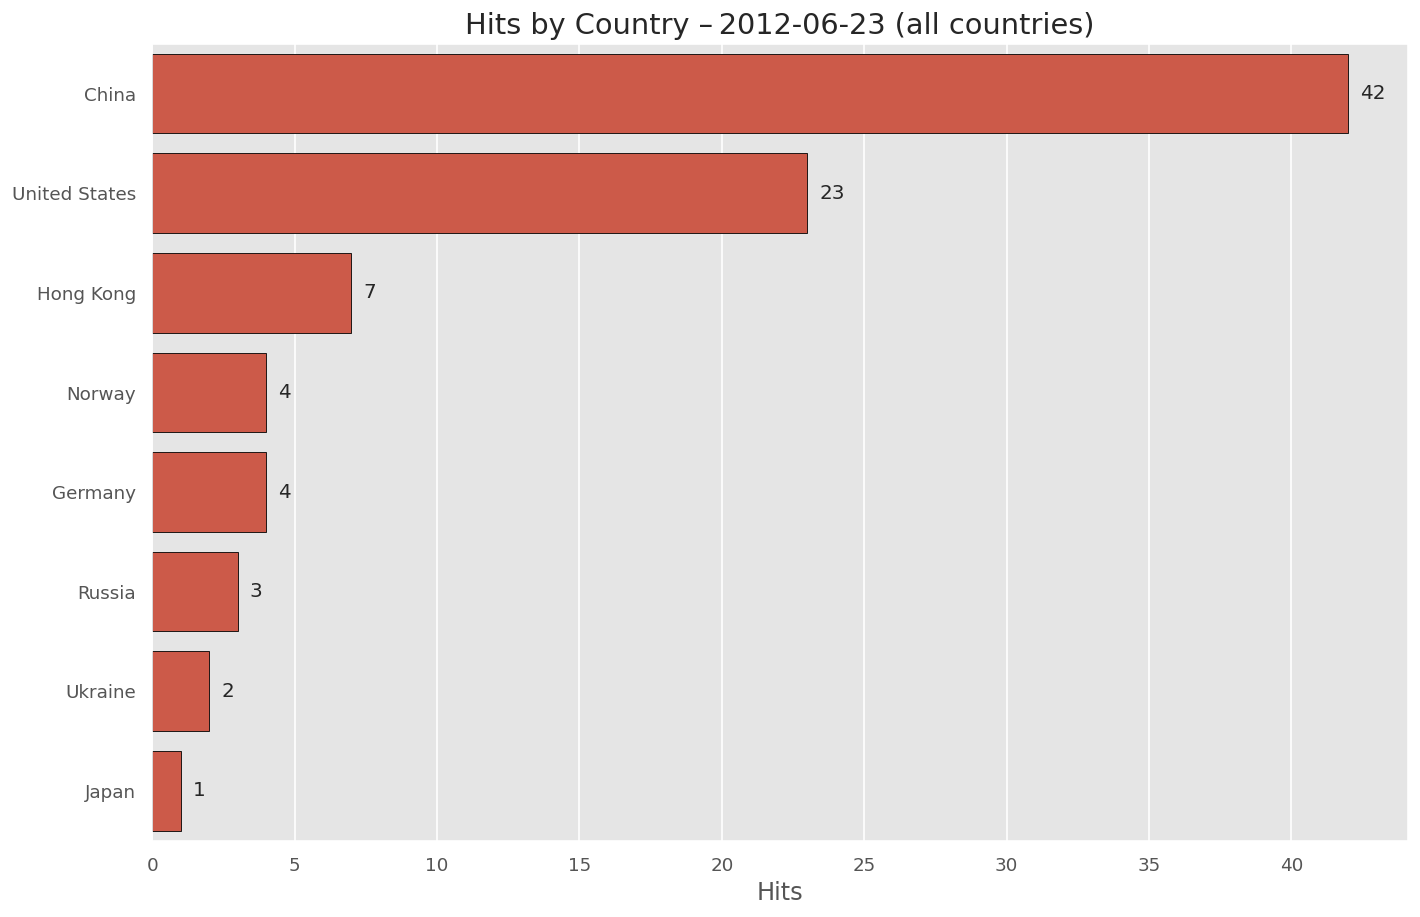 Hits by Country – 2012-06-23 (all countries)
China 42
United States 23
Hong Kong 7
Norway 4
Germany 4
Russia 3
Ukraine 2
Japan 1
0 5 10 15 20 25 30 35 40
Hits